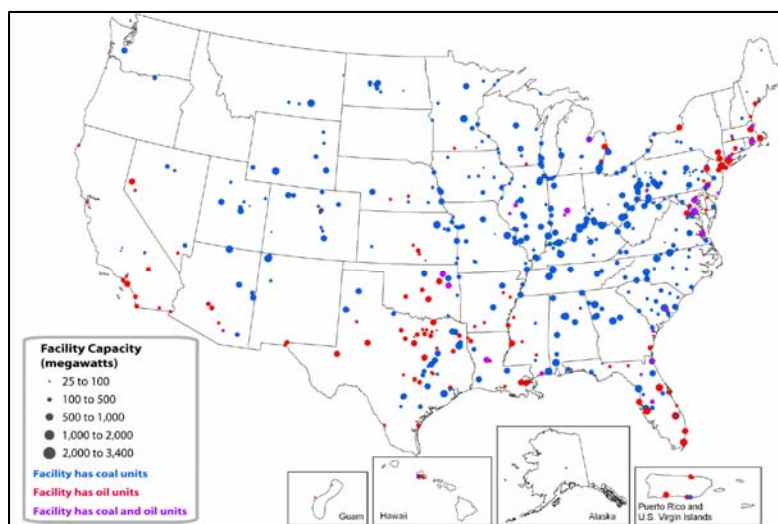 Facility Capacity
(megawatts)
25 to 100
100 to 500
500 to 1,000
1,000 to 2,000
2,000 to 3,400
Facility has coal units
Facility has oil units
Facility has coal and oil units
Guam
Hawaii
Alaska
Puerto Rico and
U.S. Virgin Islands